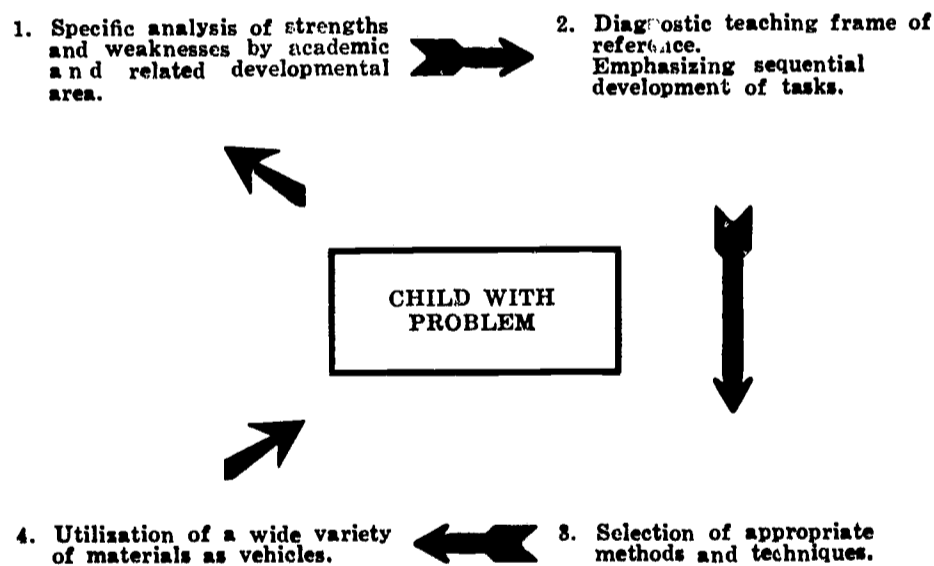 1. Specific analysis of strengths
and weaknesses by academic
and related developmental
area.
2. Diagnostic teaching frame of
reference.
Emphasizing sequential
development of tasks.
CHILD WITH
PROBLEM
4. Utilization of a wide variety
of materials as vehicles.
3. Selection of appropriate
methods and techniques.